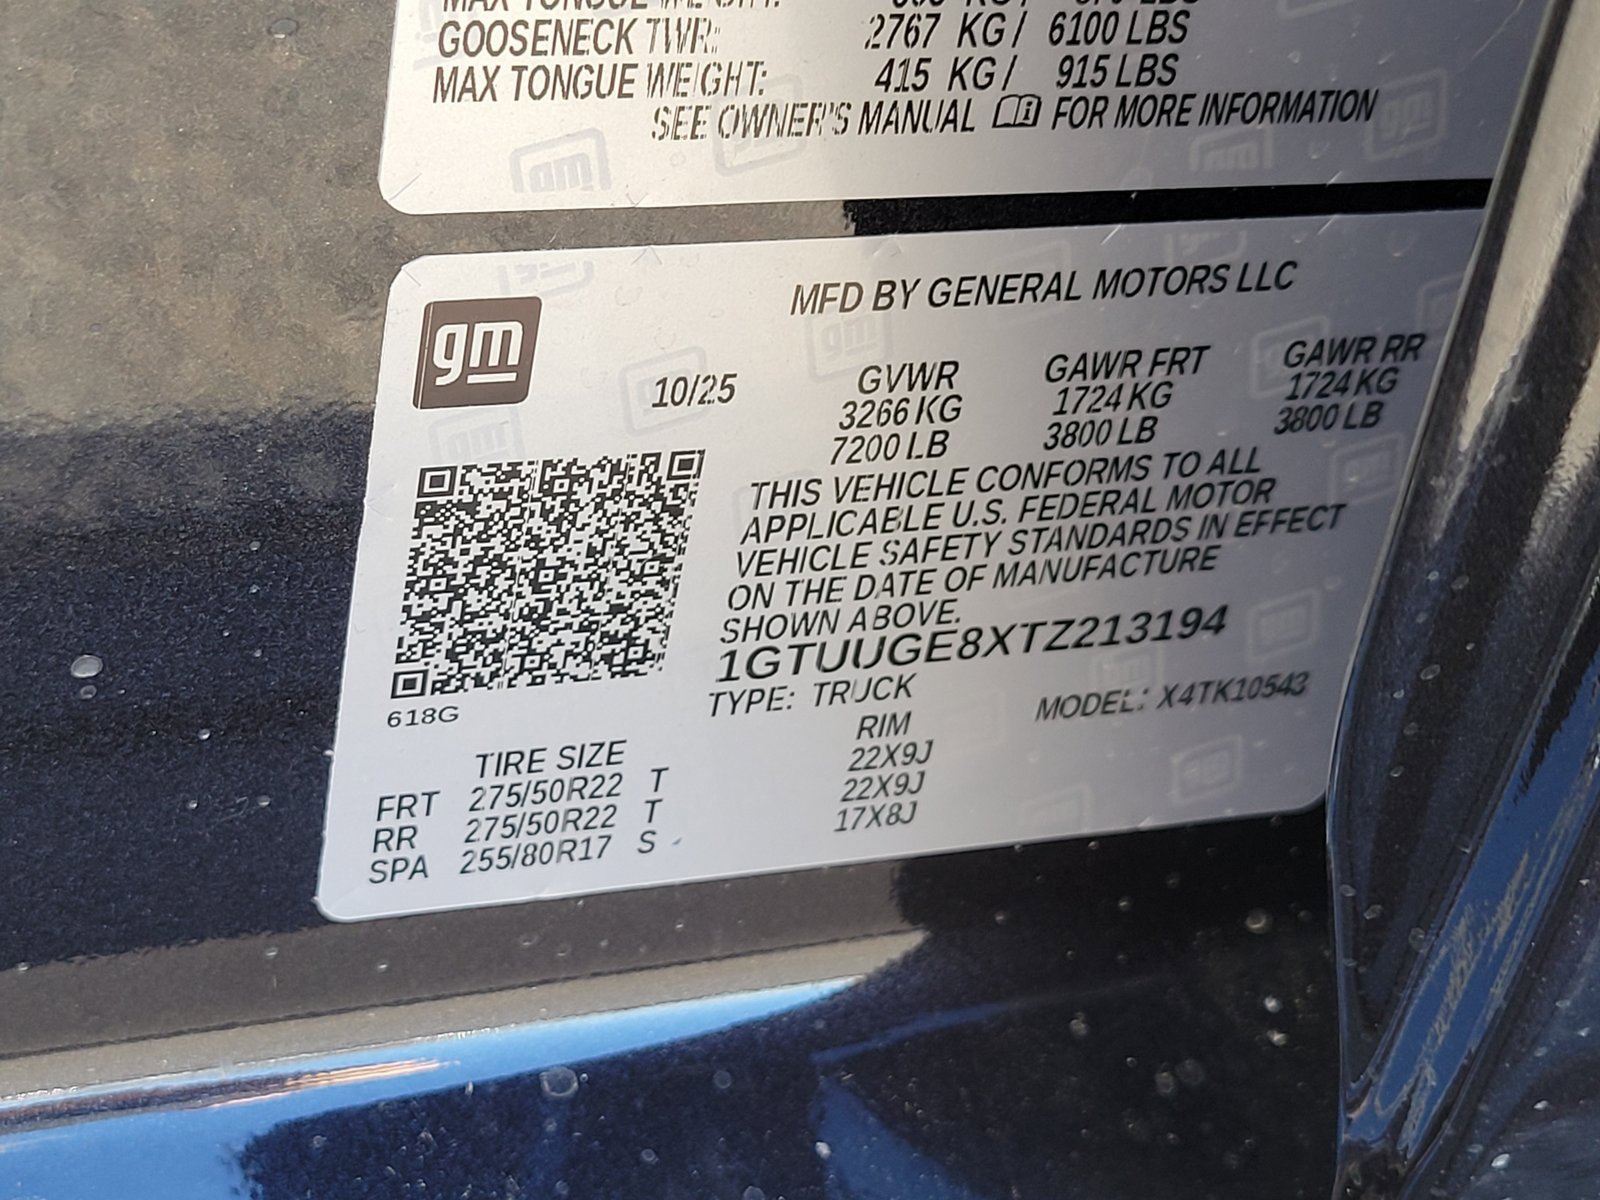 MAX TONGUE WEIGHT:
GOOSENECK TWR: 2767 KG / 6100 LBS
MAX TONGUE WEIGHT: 415 KG / 915 LBS
SEE OWNER'S MANUAL FOR MORE INFORMATION
gm
MFD BY GENERAL MOTORS LLC
10/25 GVWR GAWR FRT GAWR RR
3266 KG 1724 KG 1724 KG
7200 LB 3800 LB 3800 LB
THIS VEHICLE CONFORMS TO ALL
APPLICABLE U.S. FEDERAL MOTOR
VEHICLE SAFETY STANDARDS IN EFFECT
ON THE DATE OF MANUFACTURE
SHOWN ABOVE.
1GTUUGE8XTZ213194
TYPE: TRUCK MODEL: X4TK10543
618G
TIRE SIZE RIM
FRT 275/50R22 T 22X9J
RR 275/50R22 T 22X9J
SPA 255/80R17 S 17X8J